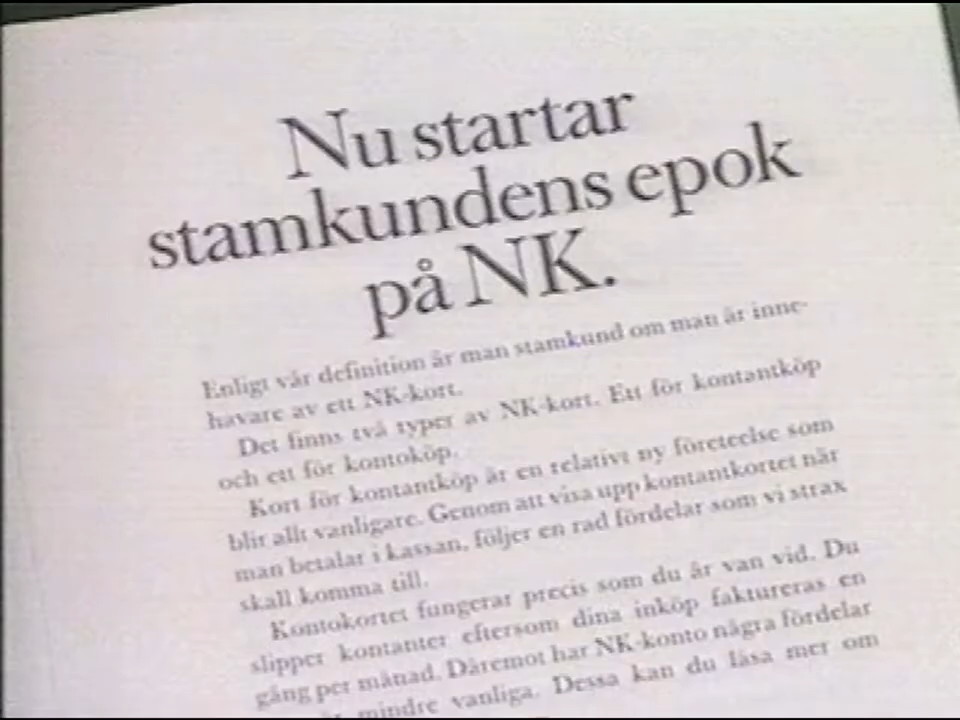 Nu startar
stamkundens epok
på NK.
Enligt vår definition är man stamkund om man är inne-
havare av ett NK-kort.
Det finns två typer av NK-kort. Ett för kontantköp
och ett för kontoköp.
Kort för kontantköp är en relativt ny företeelse som
blir allt vanligare. Genom att visa upp kontantkortet när
man betalar i kassan, följer en rad fördelar som vi strax
skall komma till.
Kontokortet fungerar precis som du är van vid. Du
slipper kontanter eftersom dina inköp faktureras en
gång per månad. Däremot har NK-konto några fördelar
mindre vanliga. Dessa kan du läsa mer om